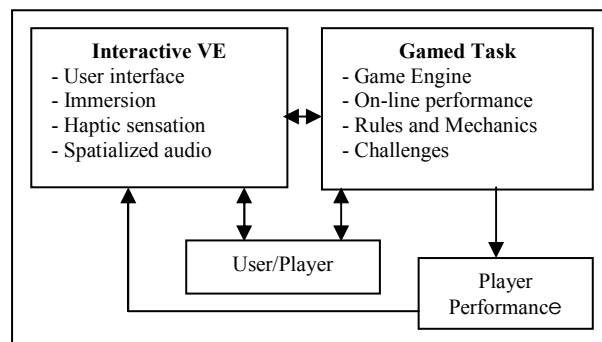 Interactive VE
- User interface
- Immersion
- Haptic sensation
- Spatialized audio
Gamed Task
- Game Engine
- On-line performance
- Rules and Mechanics
- Challenges
User/Player
Player
Performance